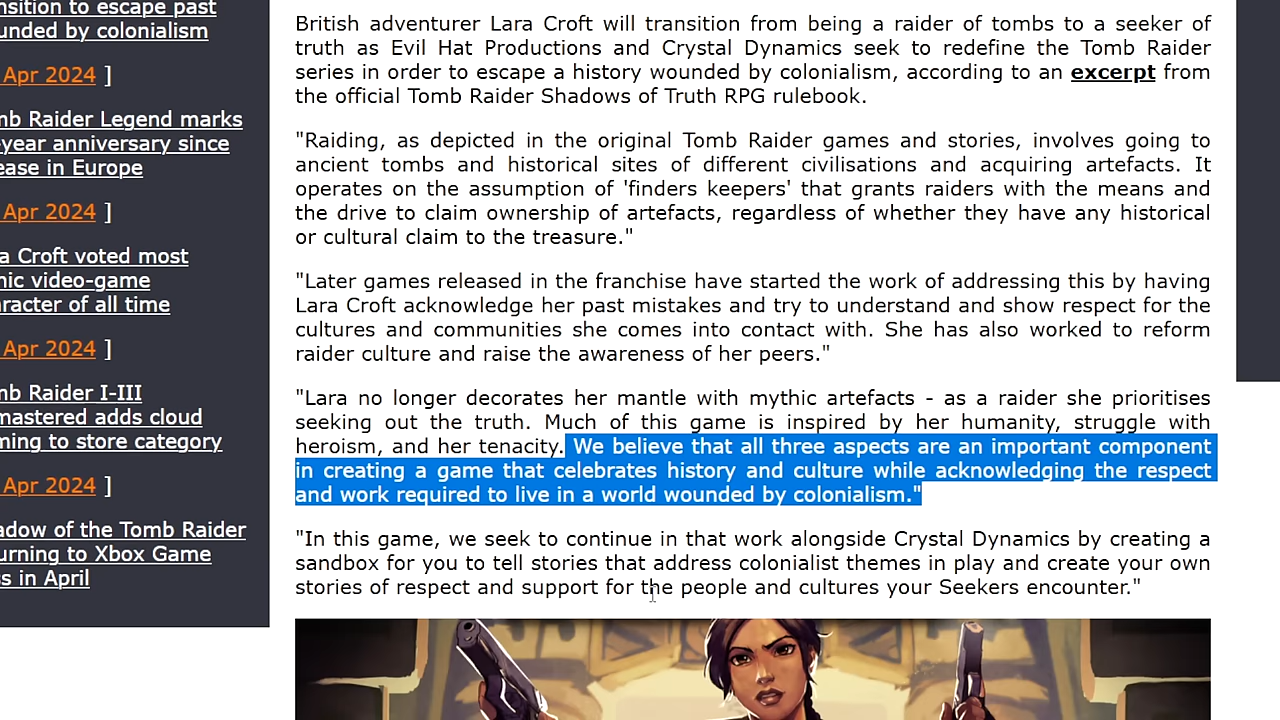 nsition to escape past
unded by colonialism
Apr 2024 ]
mb Raider Legend marks
-year anniversary since
ease in Europe
Apr 2024 ]
a Croft voted most
nic video-game
aracter of all time
Apr 2024 ]
mb Raider I-III
mastered adds cloud
ming to store category
Apr 2024 ]
adow of the Tomb Raider
urning to Xbox Game
ss in April
British adventurer Lara Croft will transition from being a raider of tombs to a seeker of
truth as Evil Hat Productions and Crystal Dynamics seek to redefine the Tomb Raider
series in order to escape a history wounded by colonialism, according to an excerpt from
the official Tomb Raider Shadows of Truth RPG rulebook.
"Raiding, as depicted in the original Tomb Raider games and stories, involves going to
ancient tombs and historical sites of different civilisations and acquiring artefacts. It
operates on the assumption of 'finders keepers' that grants raiders with the means and
the drive to claim ownership of artefacts, regardless of whether they have any historical
or cultural claim to the treasure."
"Later games released in the franchise have started the work of addressing this by having
Lara Croft acknowledge her past mistakes and try to understand and show respect for the
cultures and communities she comes into contact with. She has also worked to reform
raider culture and raise the awareness of her peers."
"Lara no longer decorates her mantle with mythic artefacts - as a raider she prioritises
seeking out the truth. Much of this game is inspired by her humanity, struggle with
heroism, and her tenacity. We believe that all three aspects are an important component
in creating a game that celebrates history and culture while acknowledging the respect
and work required to live in a world wounded by colonialism."
"In this game, we seek to continue in that work alongside Crystal Dynamics by creating a
sandbox for you to tell stories that address colonialist themes in play and create your own
stories of respect and support for the people and cultures your Seekers encounter."